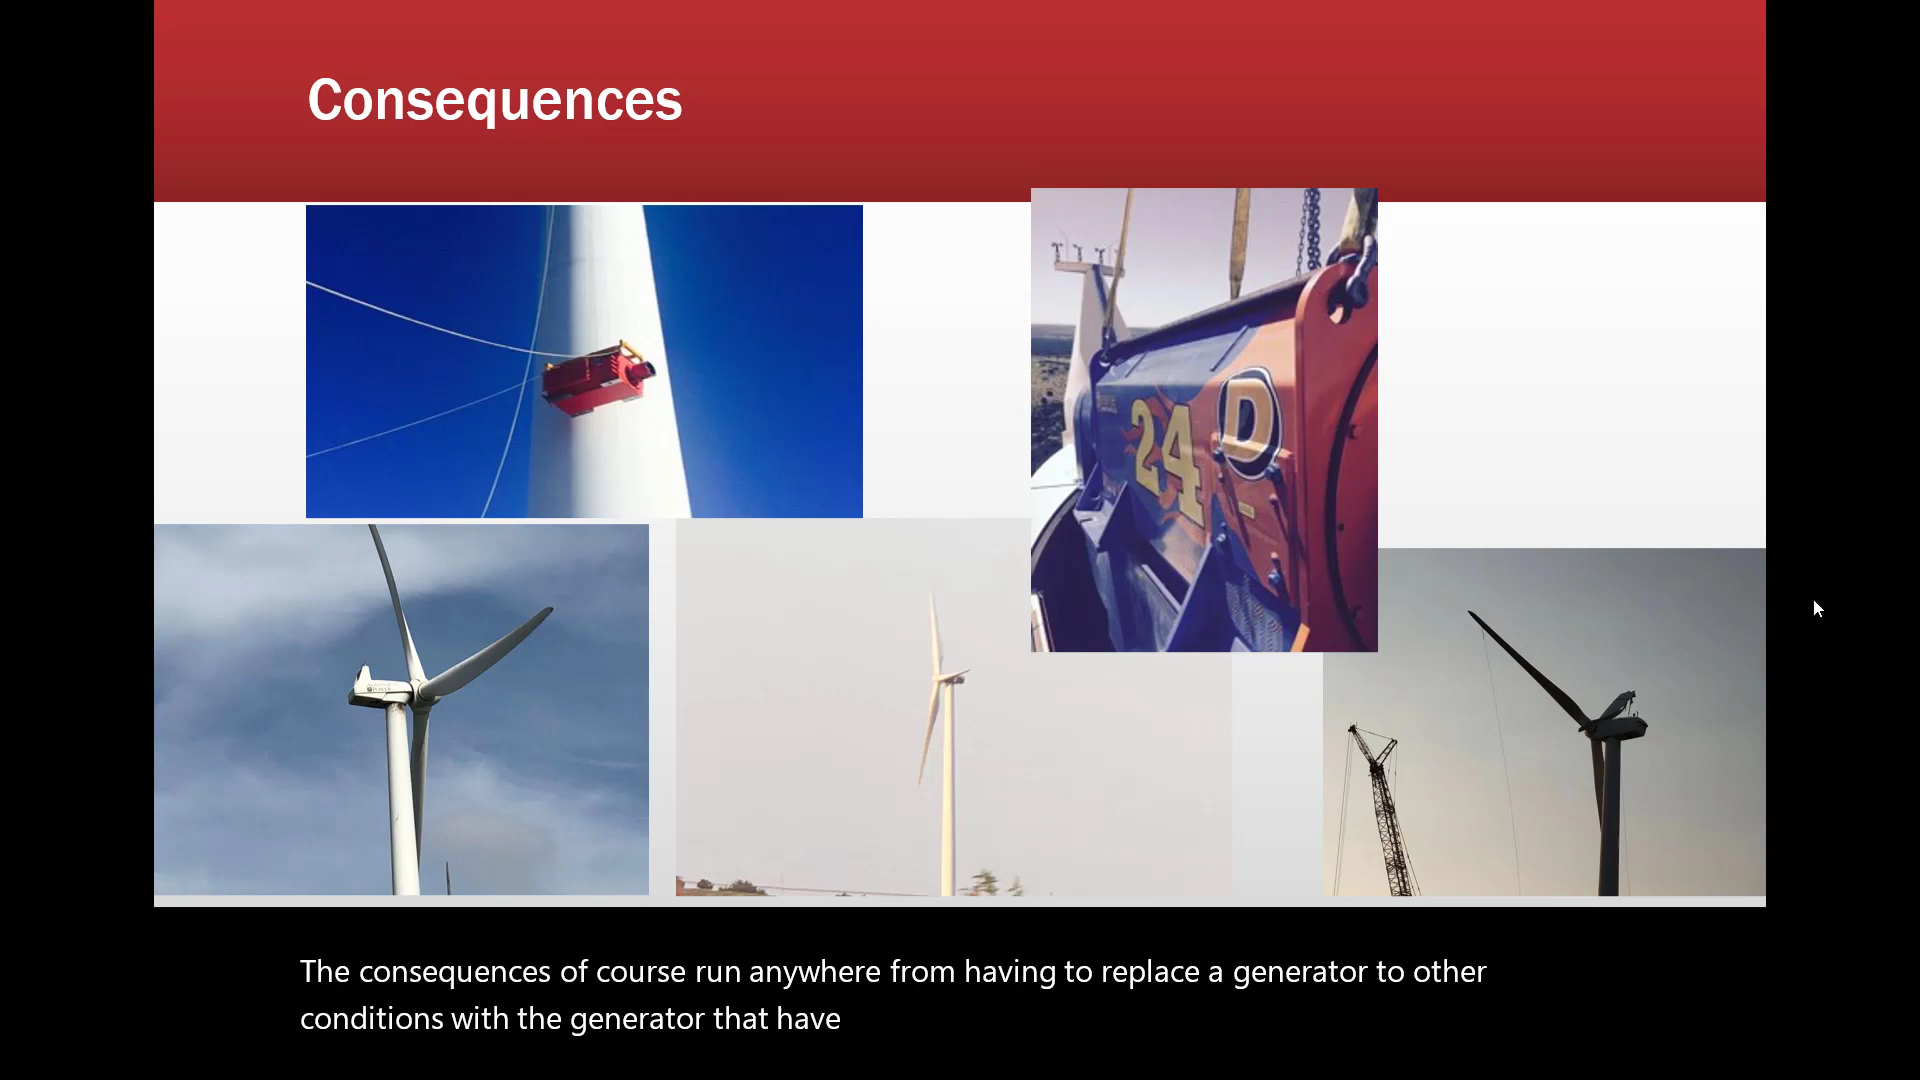 Consequences
24
D
The consequences of course run anywhere from having to replace a generator to other
conditions with the generator that have